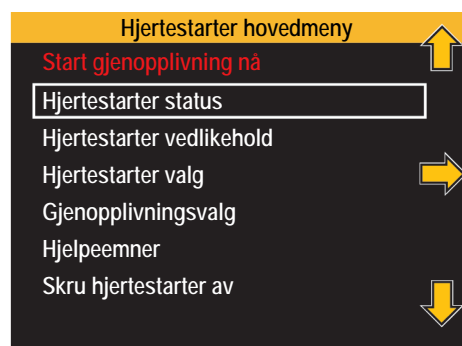 Hjertestarter hovedmeny
Start gjenopplivning nå
Hjertestarter status
Hjertestarter vedlikehold
Hjertestarter valg
Gjenopplivningsvalg
Hjelpeemner
Skru hjertestarter av